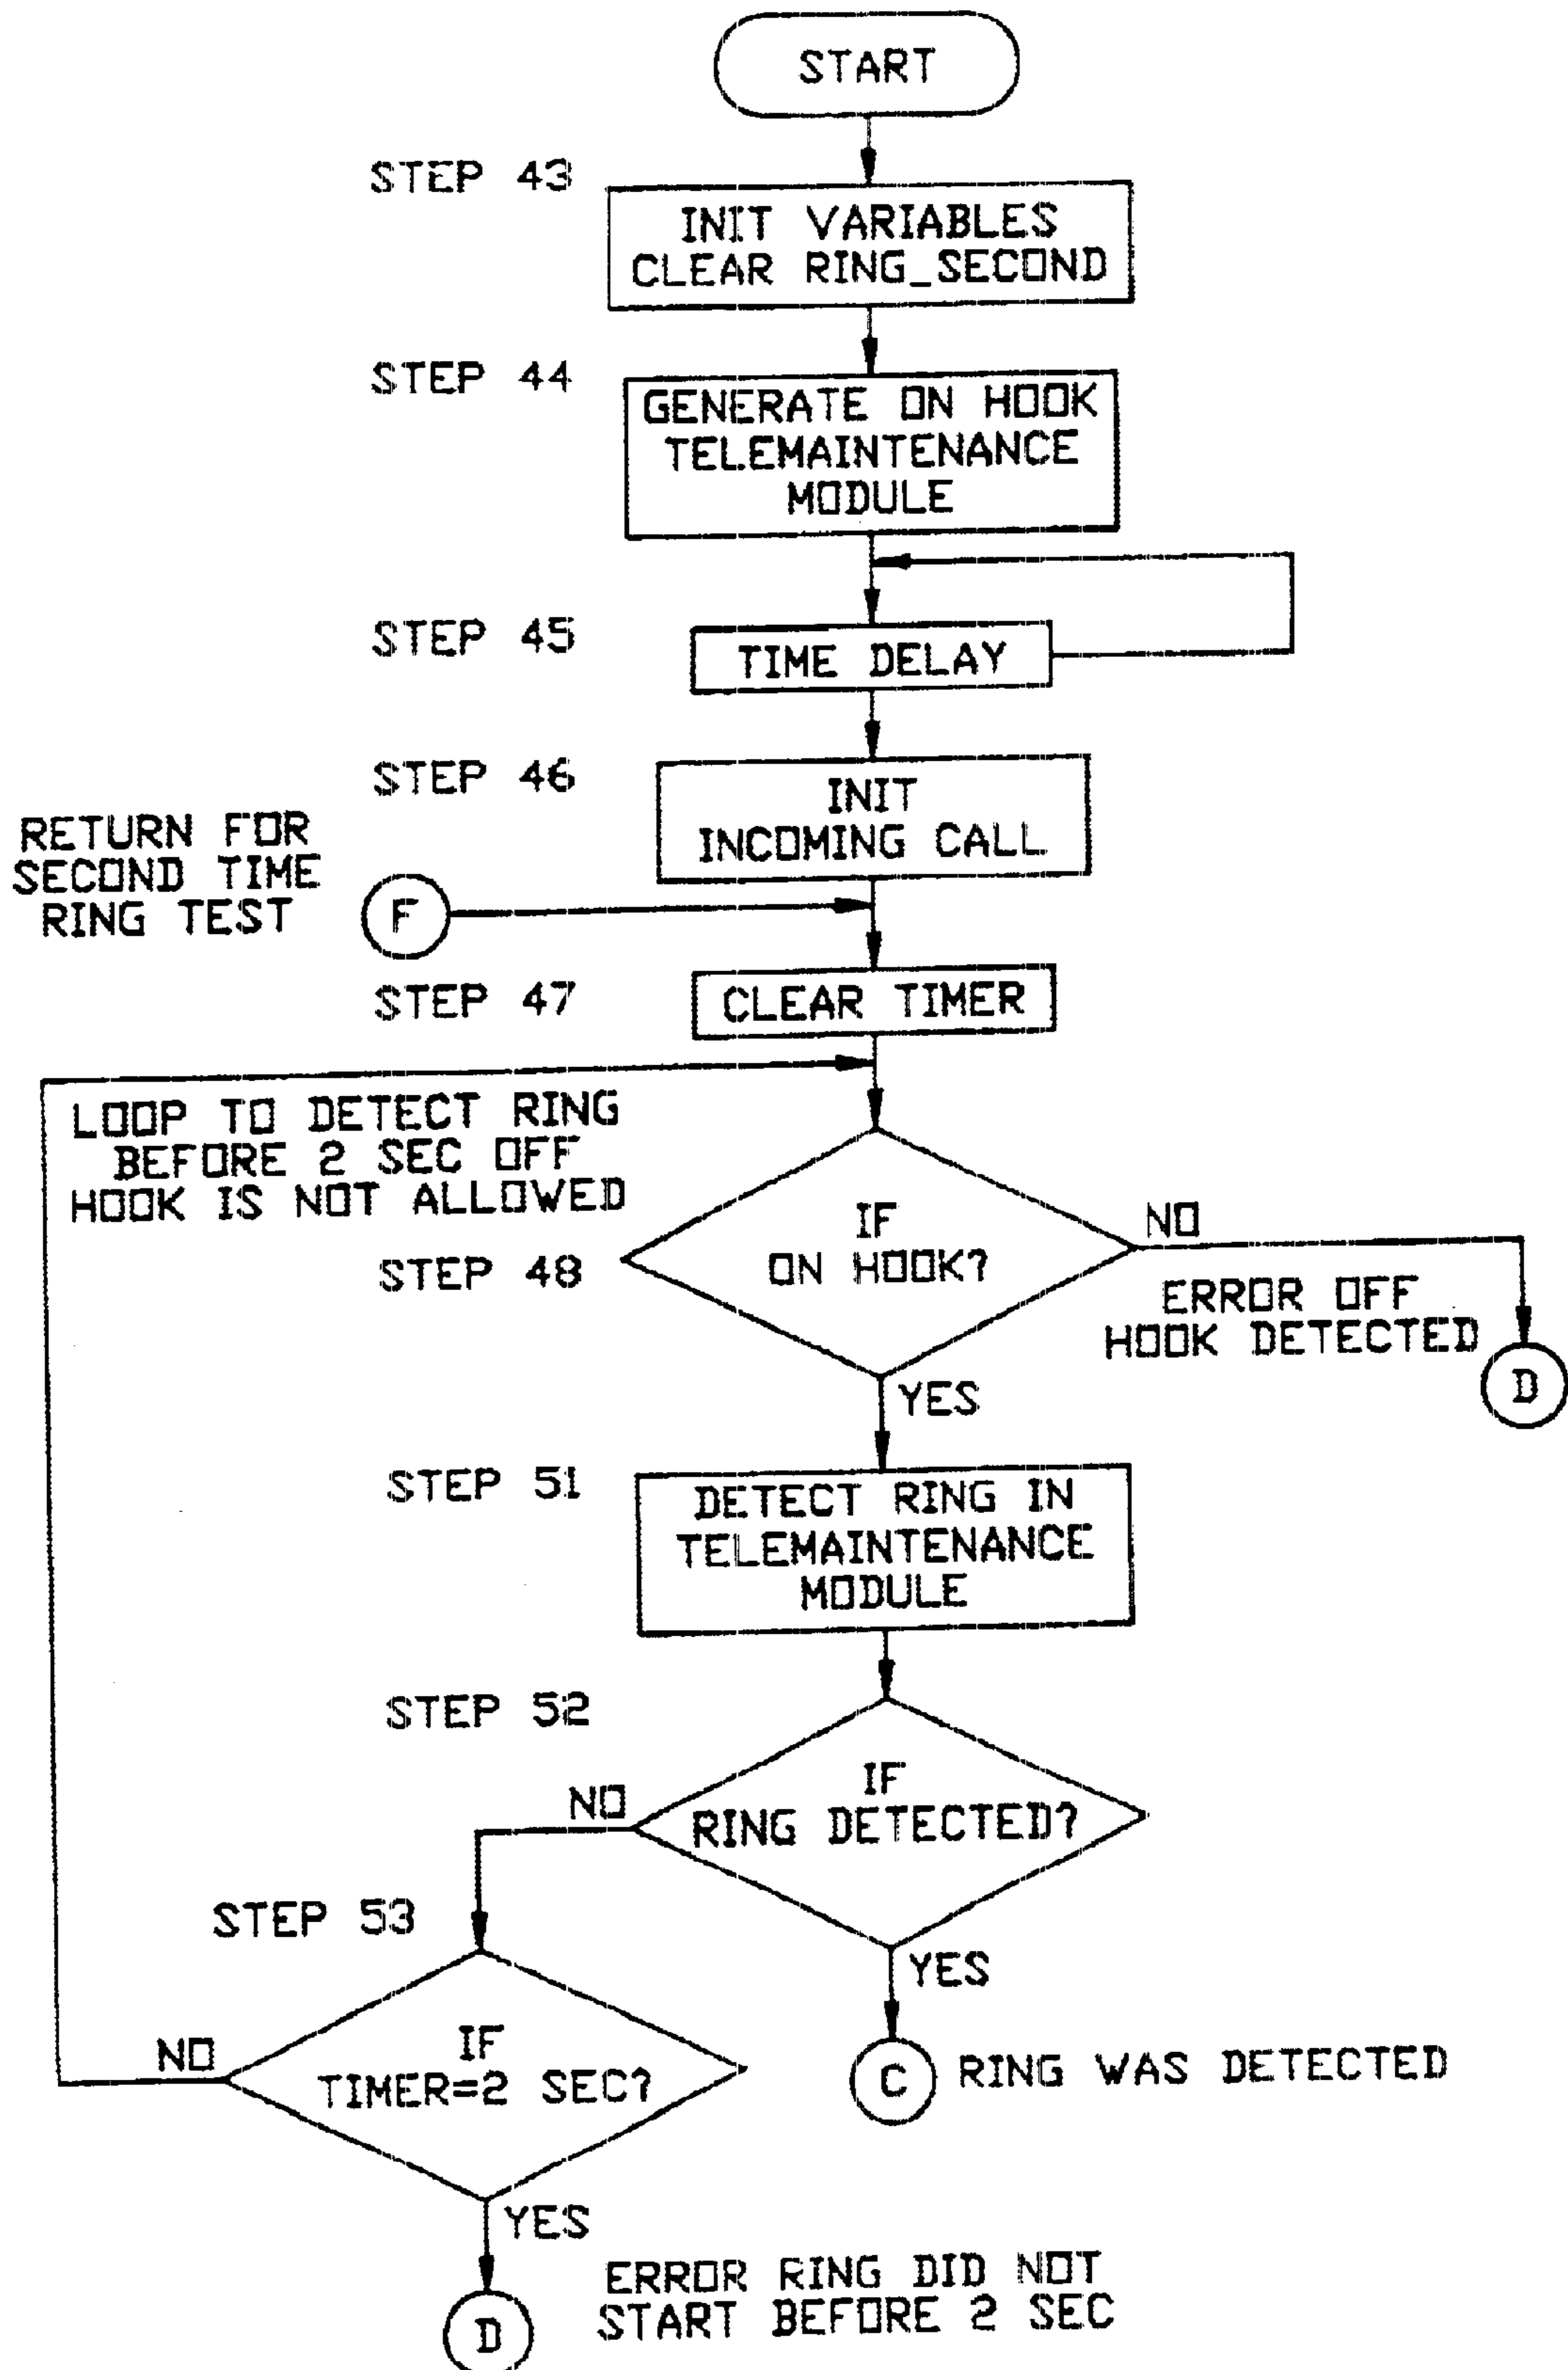 START
STEP 43
INIT VARIABLES
CLEAR RING_SECOND
STEP 44
GENERATE ON HOOK
TELEMAINTENANCE
MODULE
STEP 45
TIME DELAY
STEP 46
INIT
INCOMING CALL
RETURN FOR
SECOND TIME
RING TEST
F
STEP 47
CLEAR TIMER
LOOP TO DETECT RING
BEFORE 2 SEC OFF
HOOK IS NOT ALLOWED
STEP 48
IF
ON HOOK?
NO
ERROR OFF
HOOK DETECTED
D
YES
STEP 51
DETECT RING IN
TELEMAINTENANCE
MODULE
STEP 52
IF
RING DETECTED?
NO
YES
C
RING WAS DETECTED
STEP 53
IF
TIMER=2 SEC?
NO
YES
D
ERROR RING DID NOT
START BEFORE 2 SEC